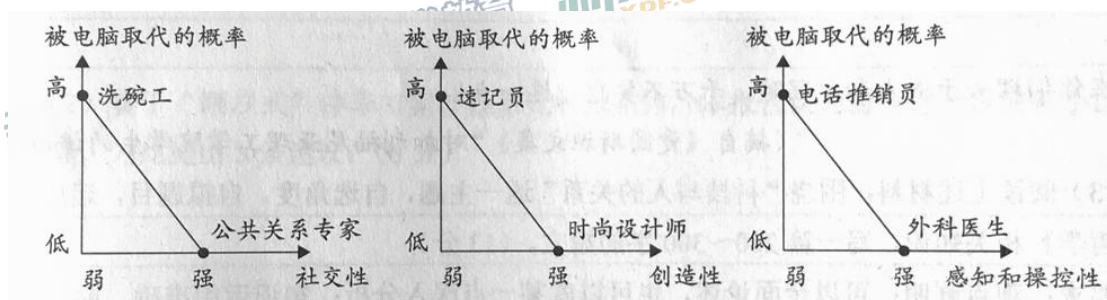 被电脑取代的概率
高
洗碗工
公共关系专家
低
弱
强
社交性
被电脑取代的概率
高
速记员
时尚设计师
低
弱
强
创造性
被电脑取代的概率
高
电话推销员
外科医生
低
弱
强
感知和操控性